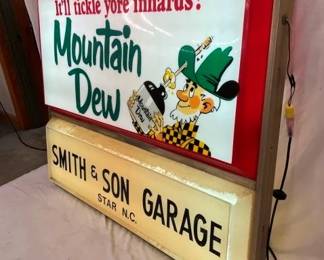 it'll tickle yore innards!
Mountain
Dew
SMITH & SON GARAGE
STAR N.C.